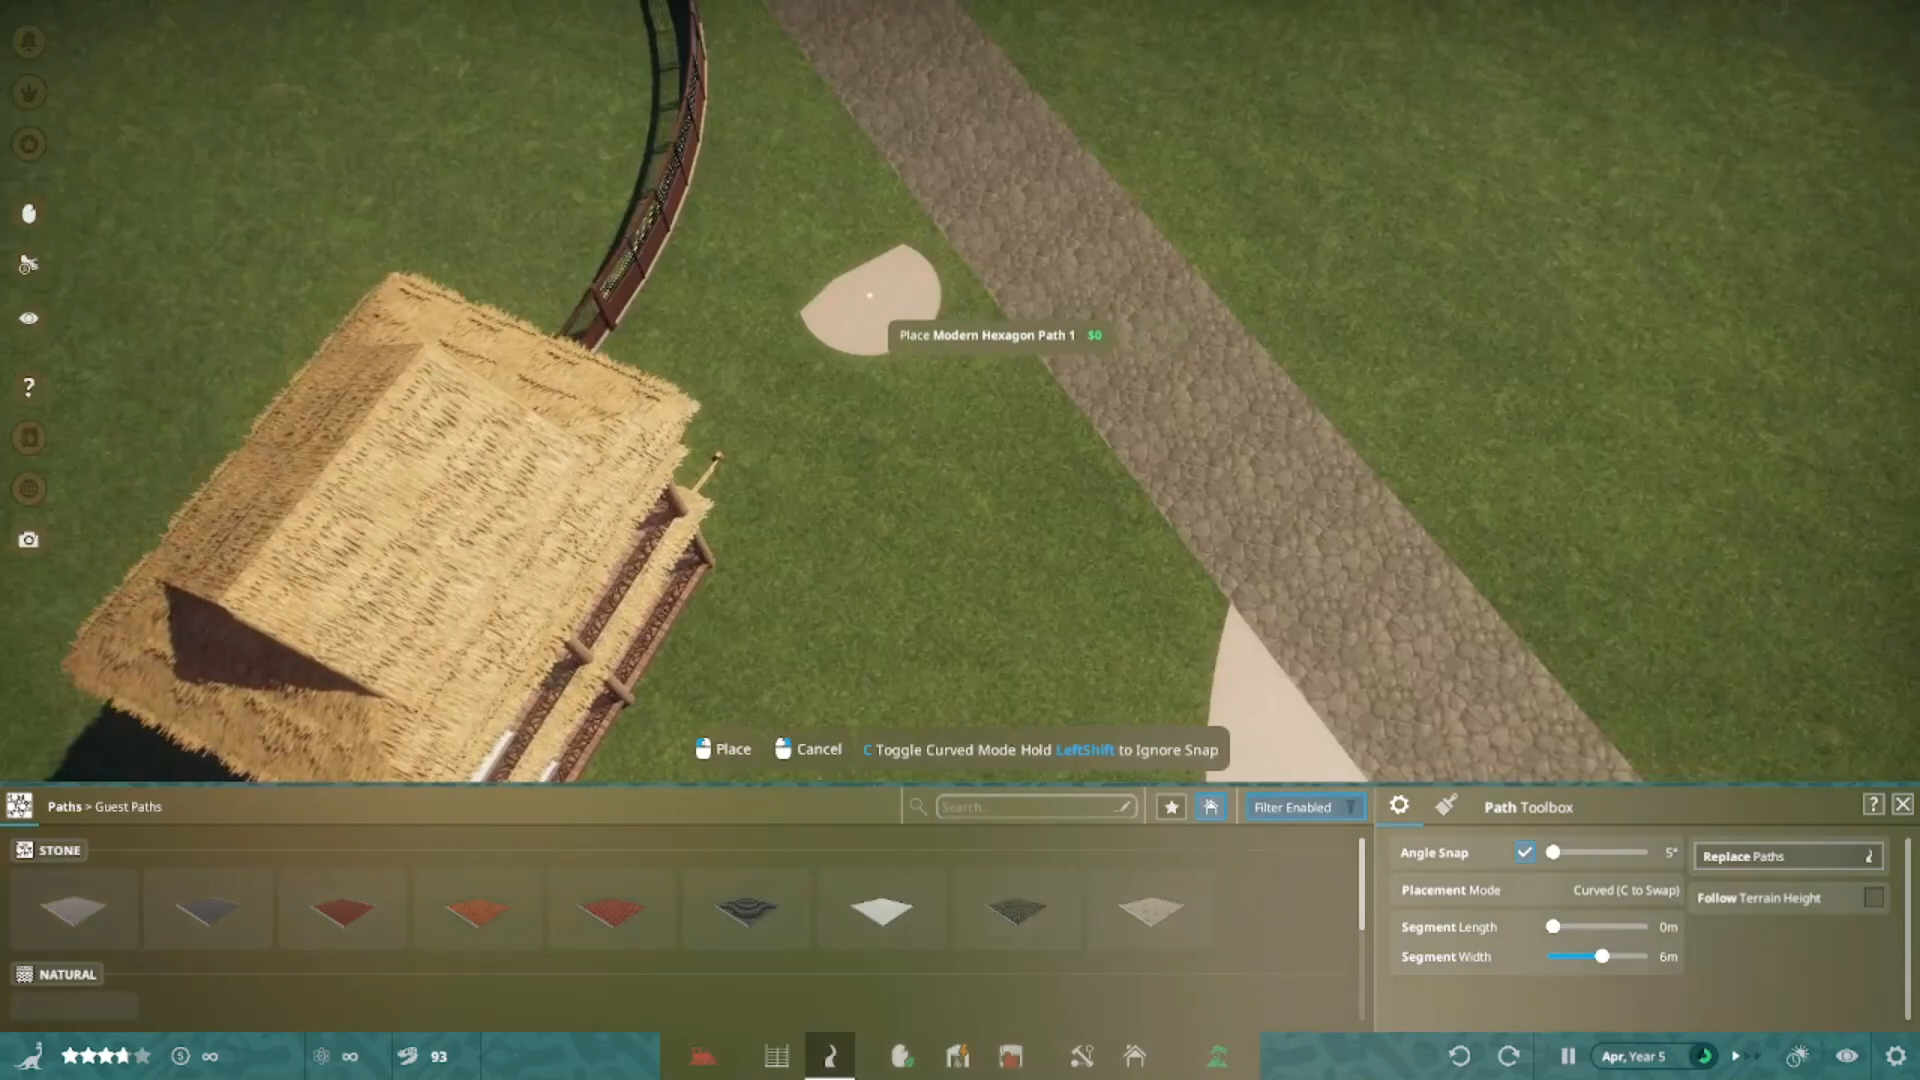 Place Modern Hexagon Path 1 $0
Place Cancel C Toggle Curved Mode Hold LeftShift to Ignore Snap
Paths > Guest Paths
Search...
Filter Enabled
Path Toolbox
?
STONE
Angle Snap 5°
Replace Paths
Placement Mode Curved (C to Swap)
Follow Terrain Height
Segment Length 0m
Segment Width 6m
NATURAL
93
Apr, Year 5